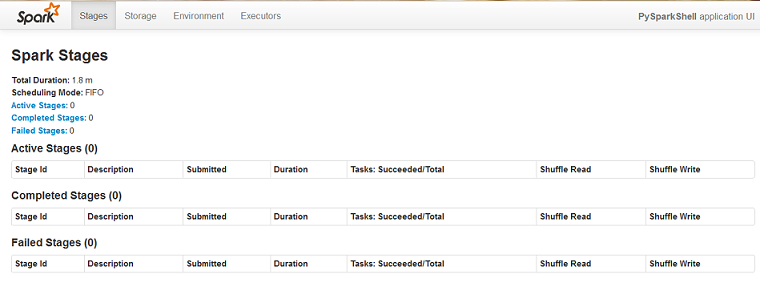 Spark Stages Storage Environment Executors PySparkShell application UI
Spark Stages
Total Duration: 1.8 m
Scheduling Mode: FIFO
Active Stages: 0
Completed Stages: 0
Failed Stages: 0
Active Stages (0)
Stage Id Description Submitted Duration Tasks: Succeeded/Total Shuffle Read Shuffle Write
Completed Stages (0)
Stage Id Description Submitted Duration Tasks: Succeeded/Total Shuffle Read Shuffle Write
Failed Stages (0)
Stage Id Description Submitted Duration Tasks: Succeeded/Total Shuffle Read Shuffle Write